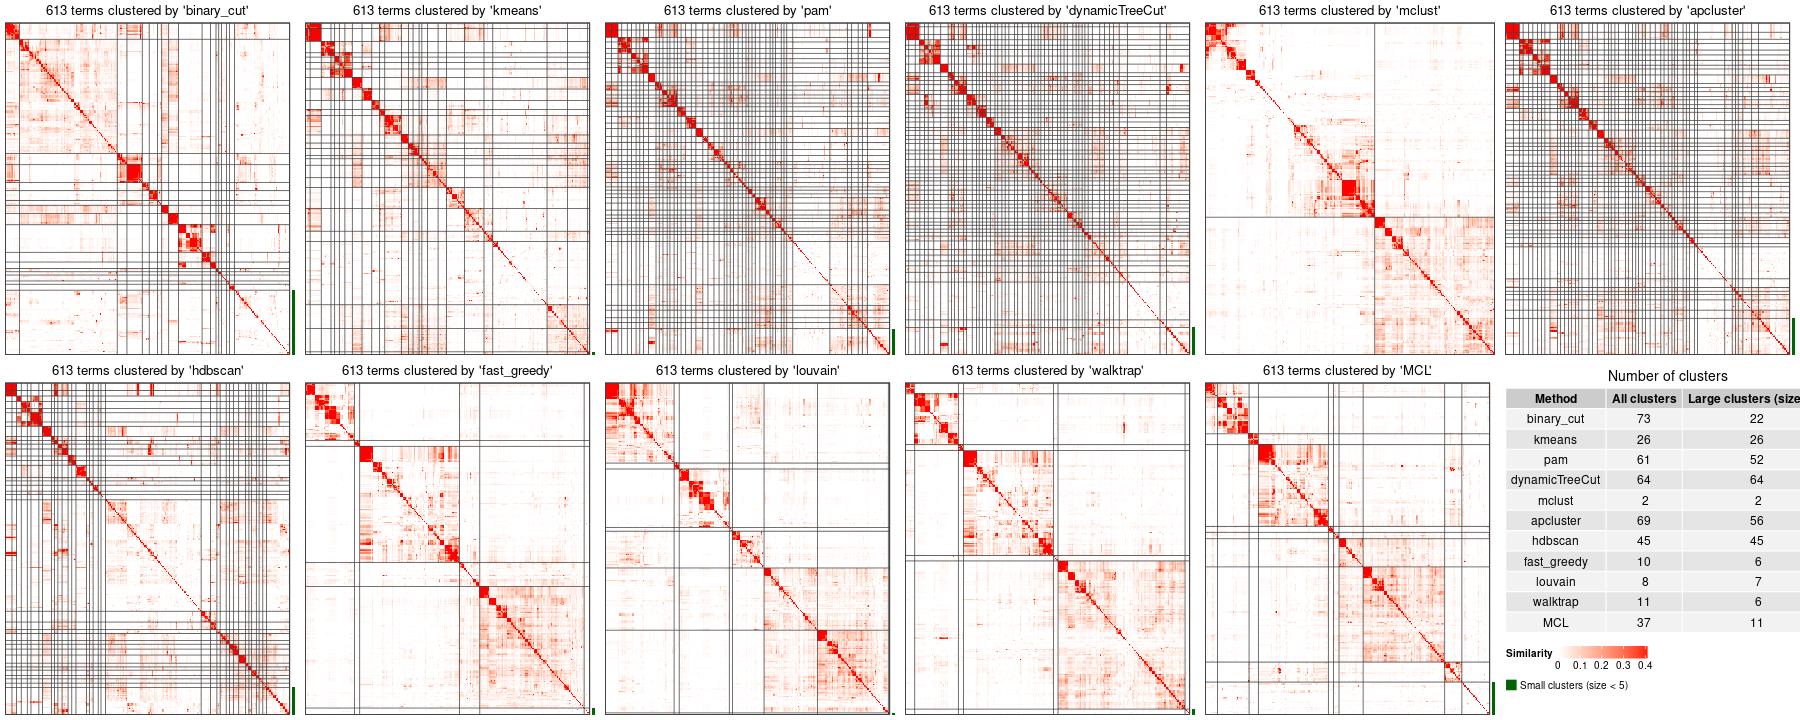 613 terms clustered by 'binary_cut'
613 terms clustered by 'kmeans'
613 terms clustered by 'pam'
613 terms clustered by 'dynamicTreeCut'
613 terms clustered by 'mclust'
613 terms clustered by 'apcluster'
613 terms clustered by 'hdbscan'
613 terms clustered by 'fast_greedy'
613 terms clustered by 'louvain'
613 terms clustered by 'walktrap'
613 terms clustered by 'MCL'
Number of clusters
Method All clusters Large clusters (size
binary_cut 73 22
kmeans 26 26
pam 61 52
dynamicTreeCut 64 64
mclust 2 2
apcluster 69 56
hdbscan 45 45
fast_greedy 10 6
louvain 8 7
walktrap 11 6
MCL 37 11
Similarity
0 0.1 0.2 0.3 0.4
Small clusters (size < 5)